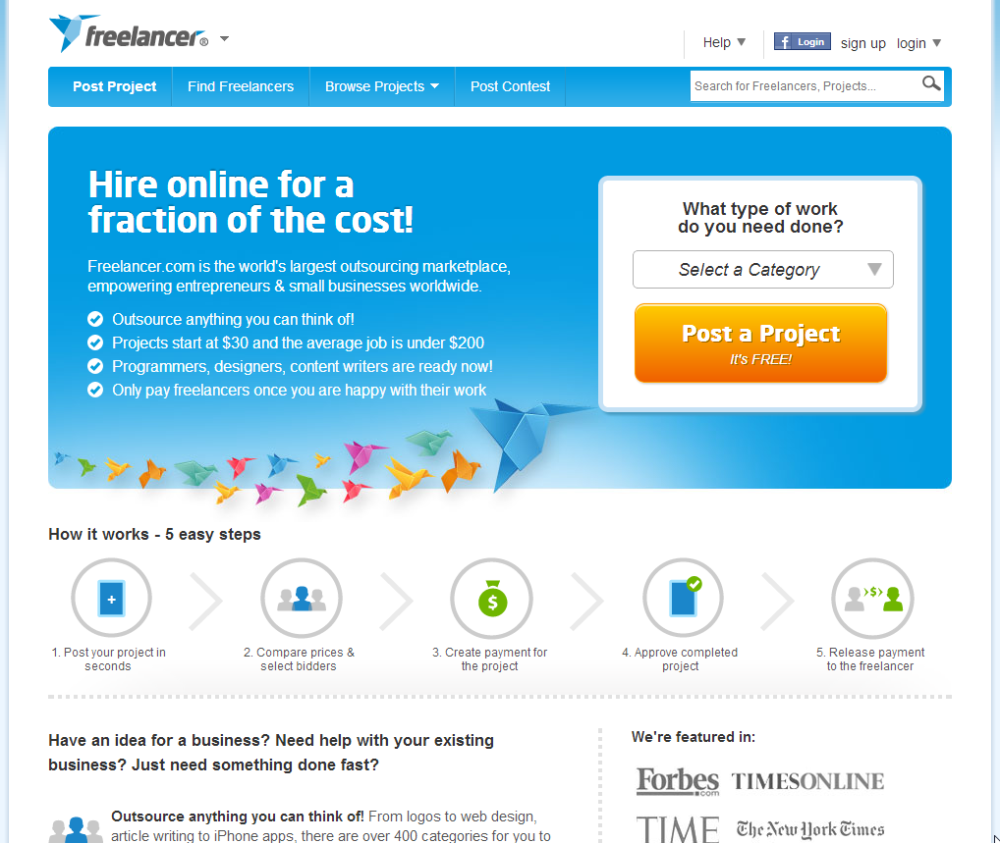 freelancer®
Help
f Login
sign up
login
Post Project
Find Freelancers
Browse Projects
Post Contest
Search for Freelancers, Projects...
Hire online for a
fraction of the cost!
Freelancer.com is the world's largest outsourcing marketplace,
empowering entrepreneurs & small businesses worldwide.
Outsource anything you can think of!
Projects start at $30 and the average job is under $200
Programmers, designers, content writers are ready now!
Only pay freelancers once you are happy with their work
What type of work
do you need done?
Select a Category
Post a Project
It's FREE!
How it works - 5 easy steps
1. Post your project in
seconds
2. Compare prices &
select bidders
3. Create payment for
the project
4. Approve completed
project
5. Release payment
to the freelancer
Have an idea for a business? Need help with your existing
business? Just need something done fast?
Outsource anything you can think of! From logos to web design,
article writing to iPhone apps, there are over 400 categories for you to
We're featured in:
Forbes.com
TIMESONLINE
TIME
The New York Times